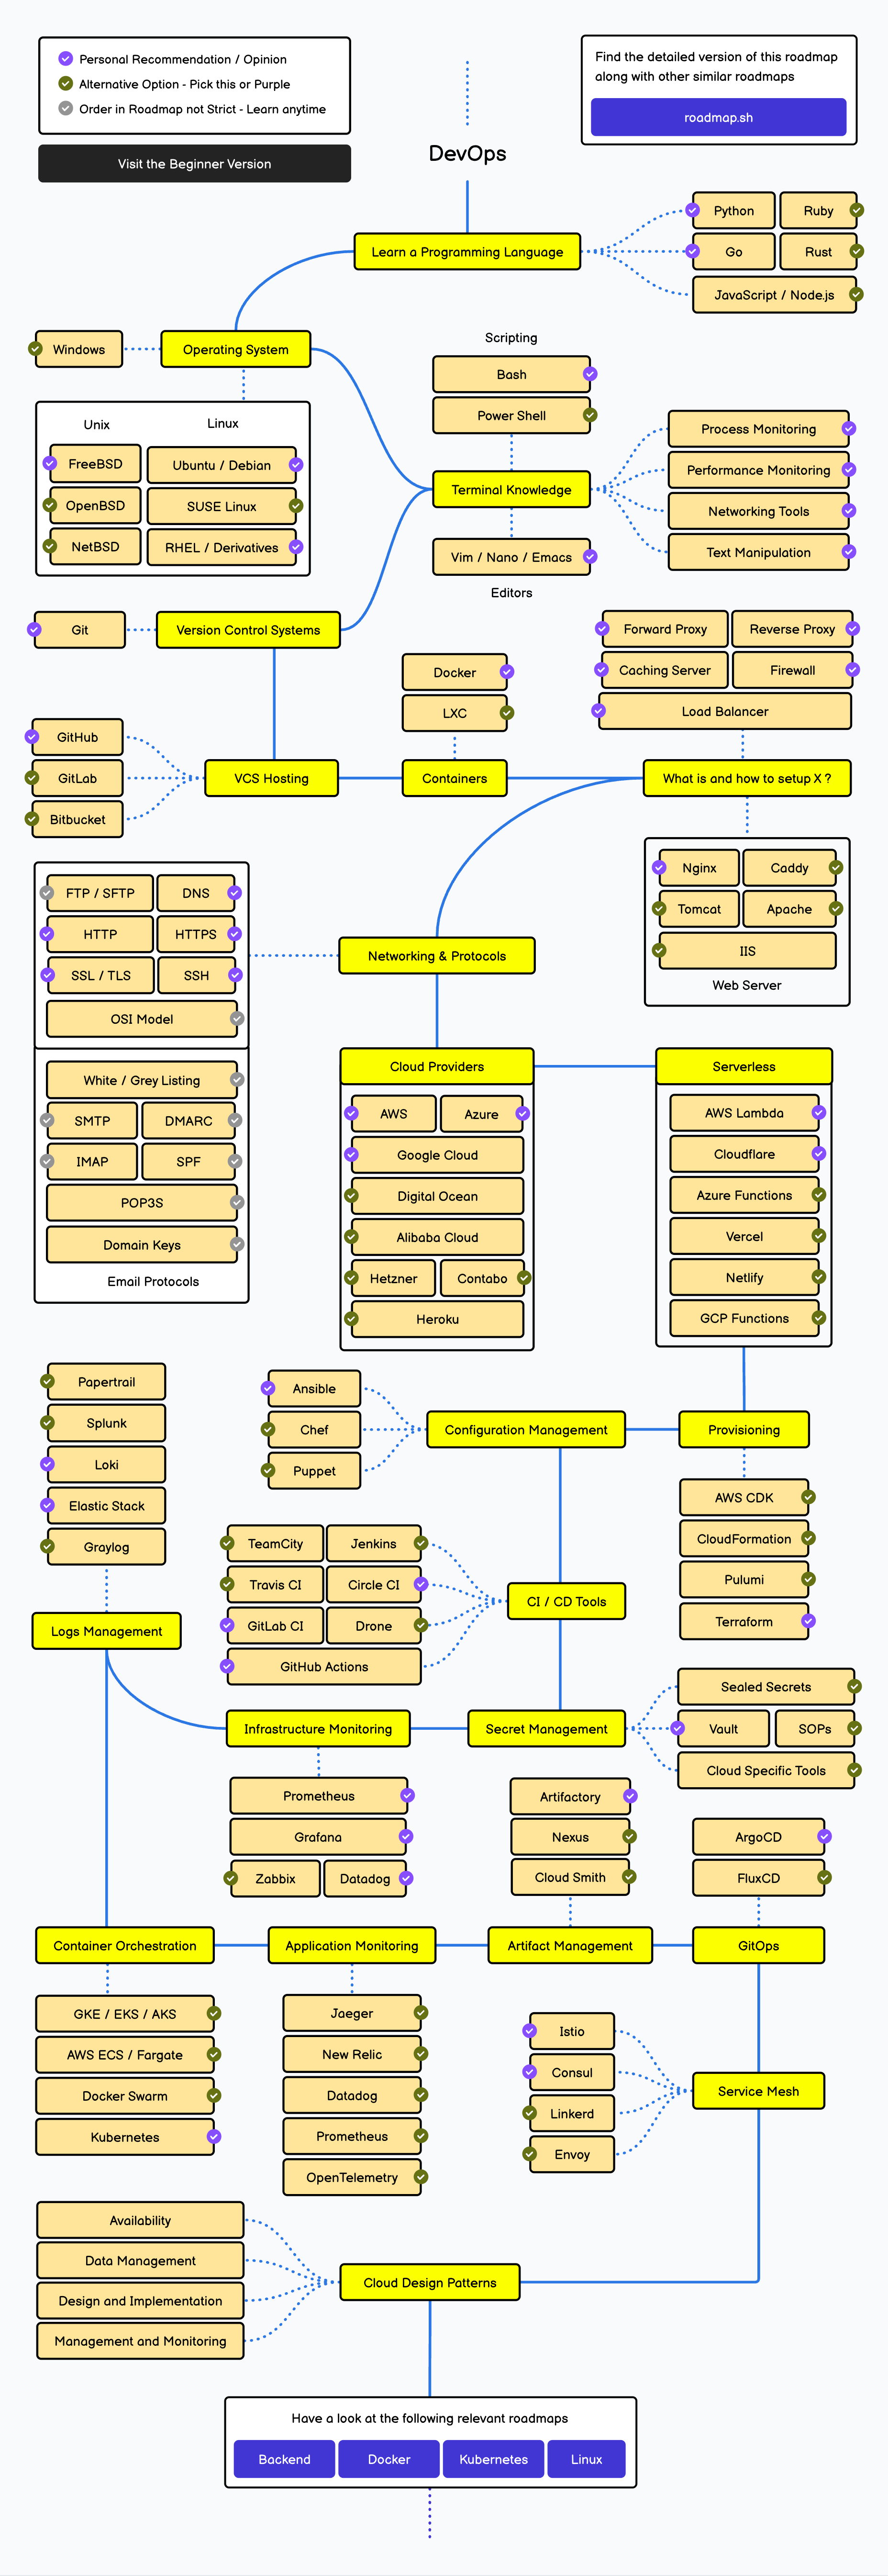 Personal Recommendation / Opinion
Alternative Option - Pick this or Purple
Order in Roadmap not Strict - Learn anytime
Visit the Beginner Version
Find the detailed version of this roadmap
along with other similar roadmaps
roadmap.sh
DevOps
Learn a Programming Language
Python
Ruby
Go
Rust
JavaScript / Node.js
Windows
Operating System
Unix
Linux
FreeBSD
Ubuntu / Debian
OpenBSD
SUSE Linux
NetBSD
RHEL / Derivatives
Scripting
Bash
Power Shell
Terminal Knowledge
Vim / Nano / Emacs
Editors
Process Monitoring
Performance Monitoring
Networking Tools
Text Manipulation
Git
Version Control Systems
GitHub
GitLab
Bitbucket
VCS Hosting
Docker
LXC
Containers
Forward Proxy
Reverse Proxy
Caching Server
Firewall
Load Balancer
What is and how to setup X ?
Nginx
Caddy
Tomcat
Apache
IIS
Web Server
FTP / SFTP
DNS
HTTP
HTTPS
SSL / TLS
SSH
OSI Model
White / Grey Listing
SMTP
DMARC
IMAP
SPF
POP3S
Domain Keys
Email Protocols
Networking & Protocols
Cloud Providers
AWS
Azure
Google Cloud
Digital Ocean
Alibaba Cloud
Hetzner
Contabo
Heroku
Serverless
AWS Lambda
Cloudflare
Azure Functions
Vercel
Netlify
GCP Functions
Provisioning
AWS CDK
CloudFormation
Pulumi
Terraform
Ansible
Chef
Puppet
Configuration Management
TeamCity
Jenkins
Travis CI
Circle CI
GitLab CI
Drone
GitHub Actions
CI / CD Tools
Sealed Secrets
Vault
SOPs
Cloud Specific Tools
Secret Management
Infrastructure Monitoring
Prometheus
Grafana
Zabbix
Datadog
Papertrail
Splunk
Loki
Elastic Stack
Graylog
Logs Management
Container Orchestration
GKE / EKS / AKS
AWS ECS / Fargate
Docker Swarm
Kubernetes
Application Monitoring
Jaeger
New Relic
Datadog
Prometheus
OpenTelemetry
Artifactory
Nexus
Cloud Smith
Artifact Management
ArgoCD
FluxCD
GitOps
Istio
Consul
Linkerd
Envoy
Service Mesh
Availability
Data Management
Design and Implementation
Management and Monitoring
Cloud Design Patterns
Have a look at the following relevant roadmaps
Backend
Docker
Kubernetes
Linux